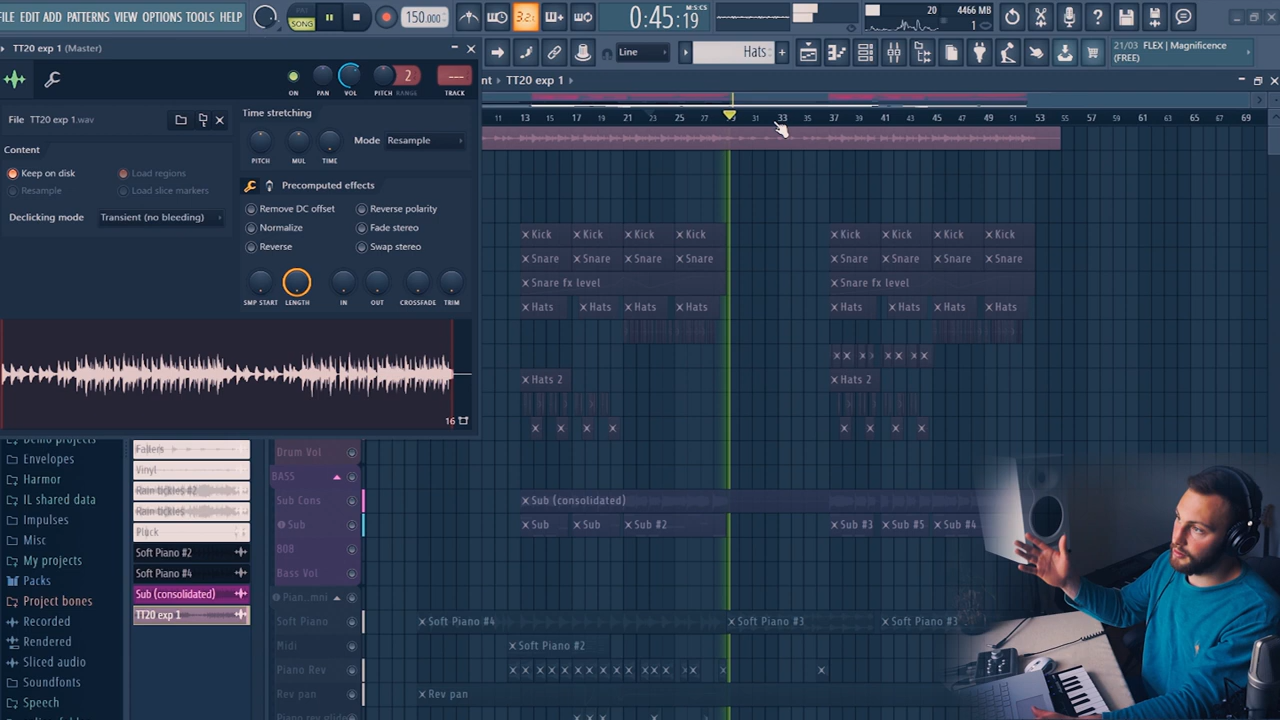 FILE EDIT ADD PATTERNS VIEW OPTIONS TOOLS HELP
SONG
150.000
3.2.
0:45:19
M:S:CS
20
4466 MB
1
TT20 exp 1 (Master)
Line
Hats
21/03 FLEX | Magnificence
(FREE)
TT20 exp 1
2
ON
PAN
VOL
PITCH
RANGE
---
TRACK
File
TT20 exp 1.wav
Time stretching
Mode
Resample
PITCH
MUL
TIME
Content
Keep on disk
Load regions
Resample
Load slice markers
Declicking mode
Transient (no bleeding)
Precomputed effects
Remove DC offset
Reverse polarity
Normalize
Fade stereo
Reverse
Swap stereo
SMP START
LENGTH
IN
OUT
CROSSFADE
TRIM
16
11 13 15 17 19 21 23 25 27 31 33 35 37 39 41 43 45 47 49 51 53 55 57 59 61 63 65 67 69
Kick Kick Kick Kick Kick Kick Kick Kick
Snare Snare Snare Snare Snare Snare Snare Snare
Snare fx level Snare fx level
Hats Hats Hats Hats Hats Hats Hats Hats
Hats 2 Hats 2
Sub (consolidated)
Sub Sub Sub #2 Sub #3 Sub #5 Sub #4
Soft Piano #4 Soft Piano #3 Soft Piano #3
Soft Piano #2
Rev pan
Demo projects
Envelopes
Harmor
IL shared data
Impulses
Misc
My projects
Packs
Project bones
Recorded
Rendered
Sliced audio
Soundfonts
Speech
Fallers
Vinyl
Rain tickles #2
Rain tickles
Pluck
Soft Piano #2
Soft Piano #4
Sub (consolidated)
TT20 exp 1
Drum Vol
BASS
Sub Cons
Sub
808
Bass Vol
Soft Piano
Midi
Piano Rev
Rev pan